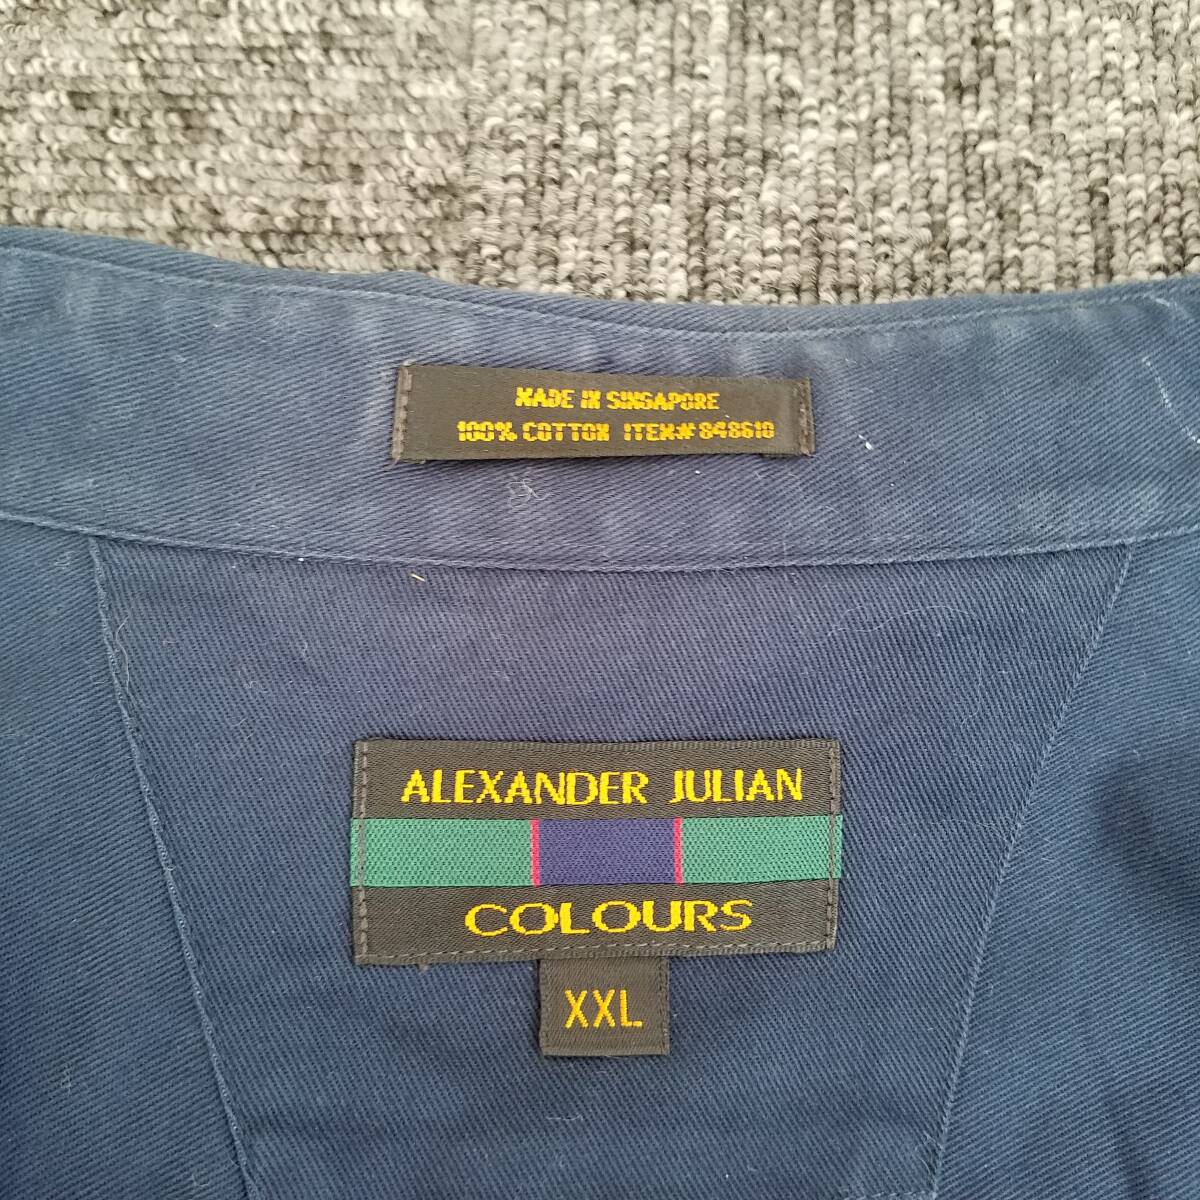 MADE IN SINGAPORE
100% COTTON ITEM# 848610
ALEXANDER JULIAN
COLOURS
XXL